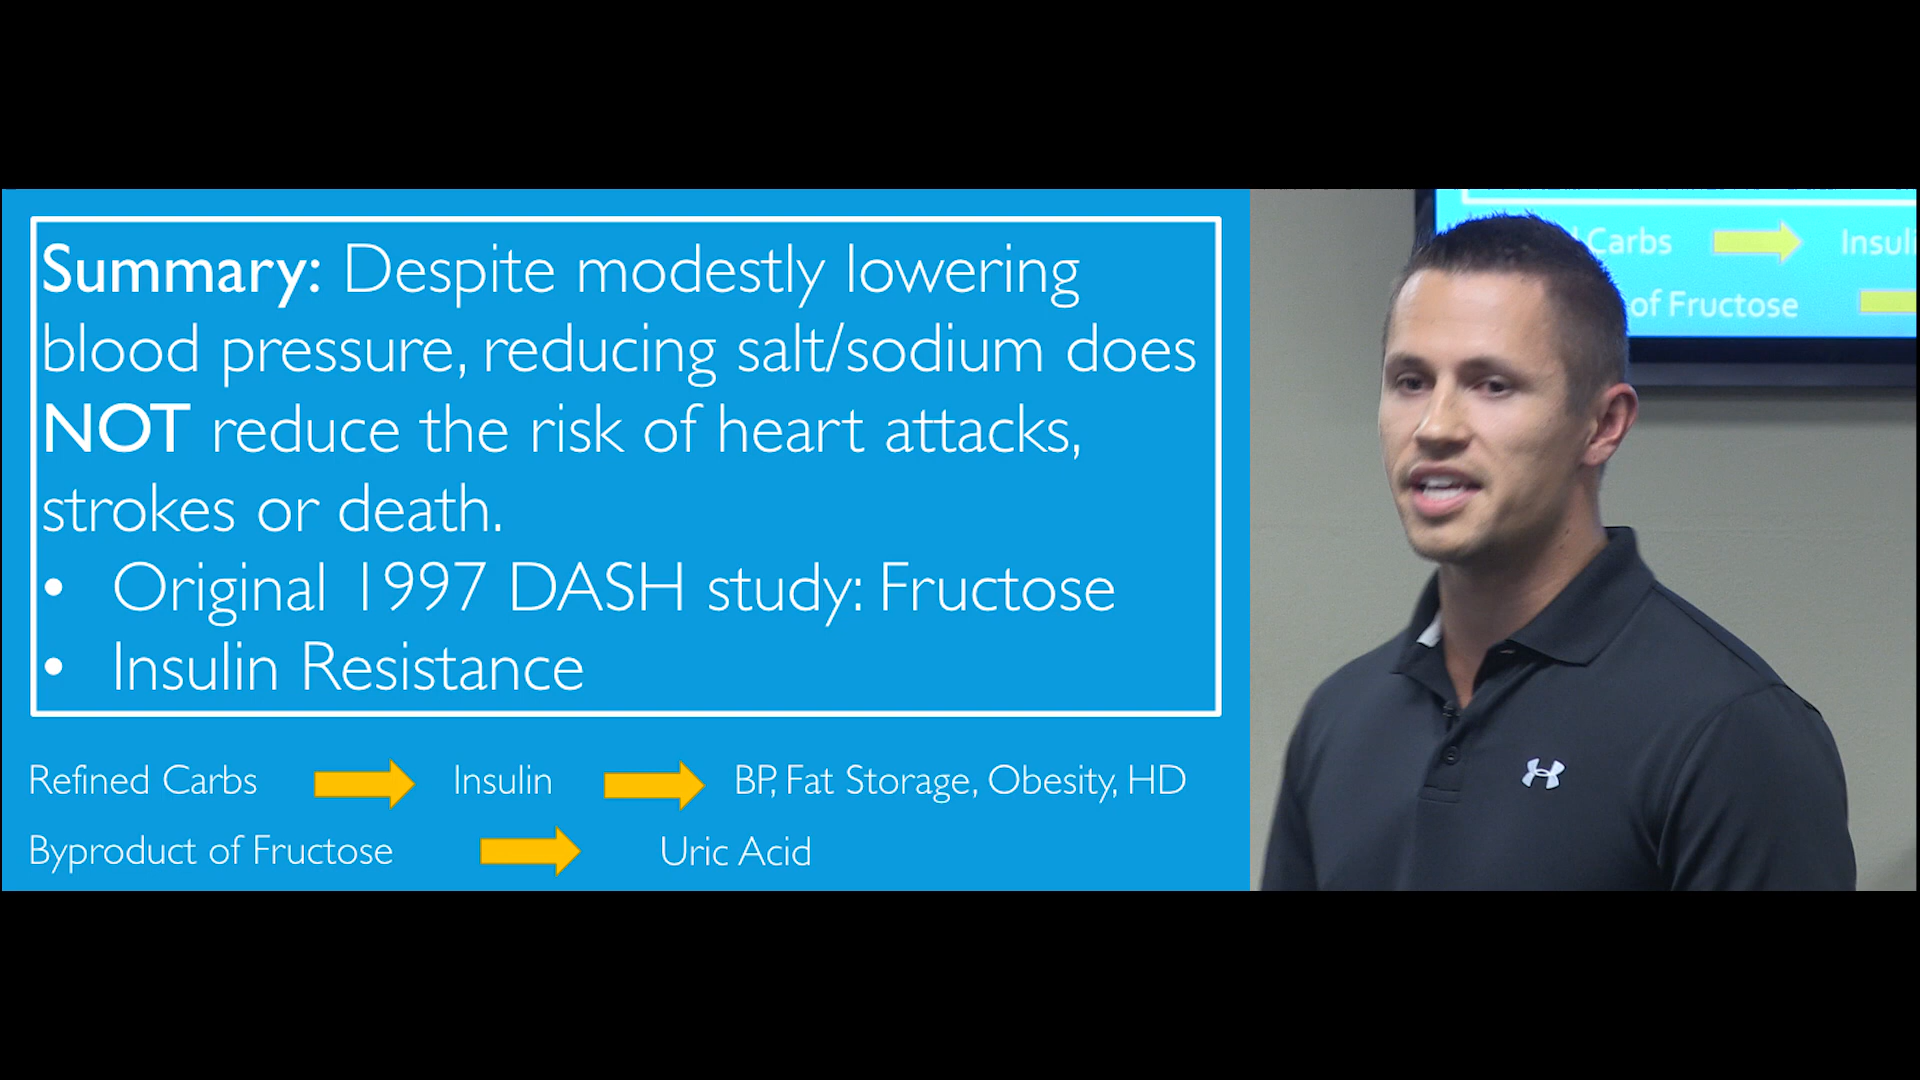 Summary: Despite modestly lowering
blood pressure, reducing salt/sodium does
NOT reduce the risk of heart attacks,
strokes or death.
• Original 1997 DASH study: Fructose
• Insulin Resistance
Refined Carbs Insulin BP, Fat Storage, Obesity, HD
Byproduct of Fructose Uric Acid
Carbs
of Fructose